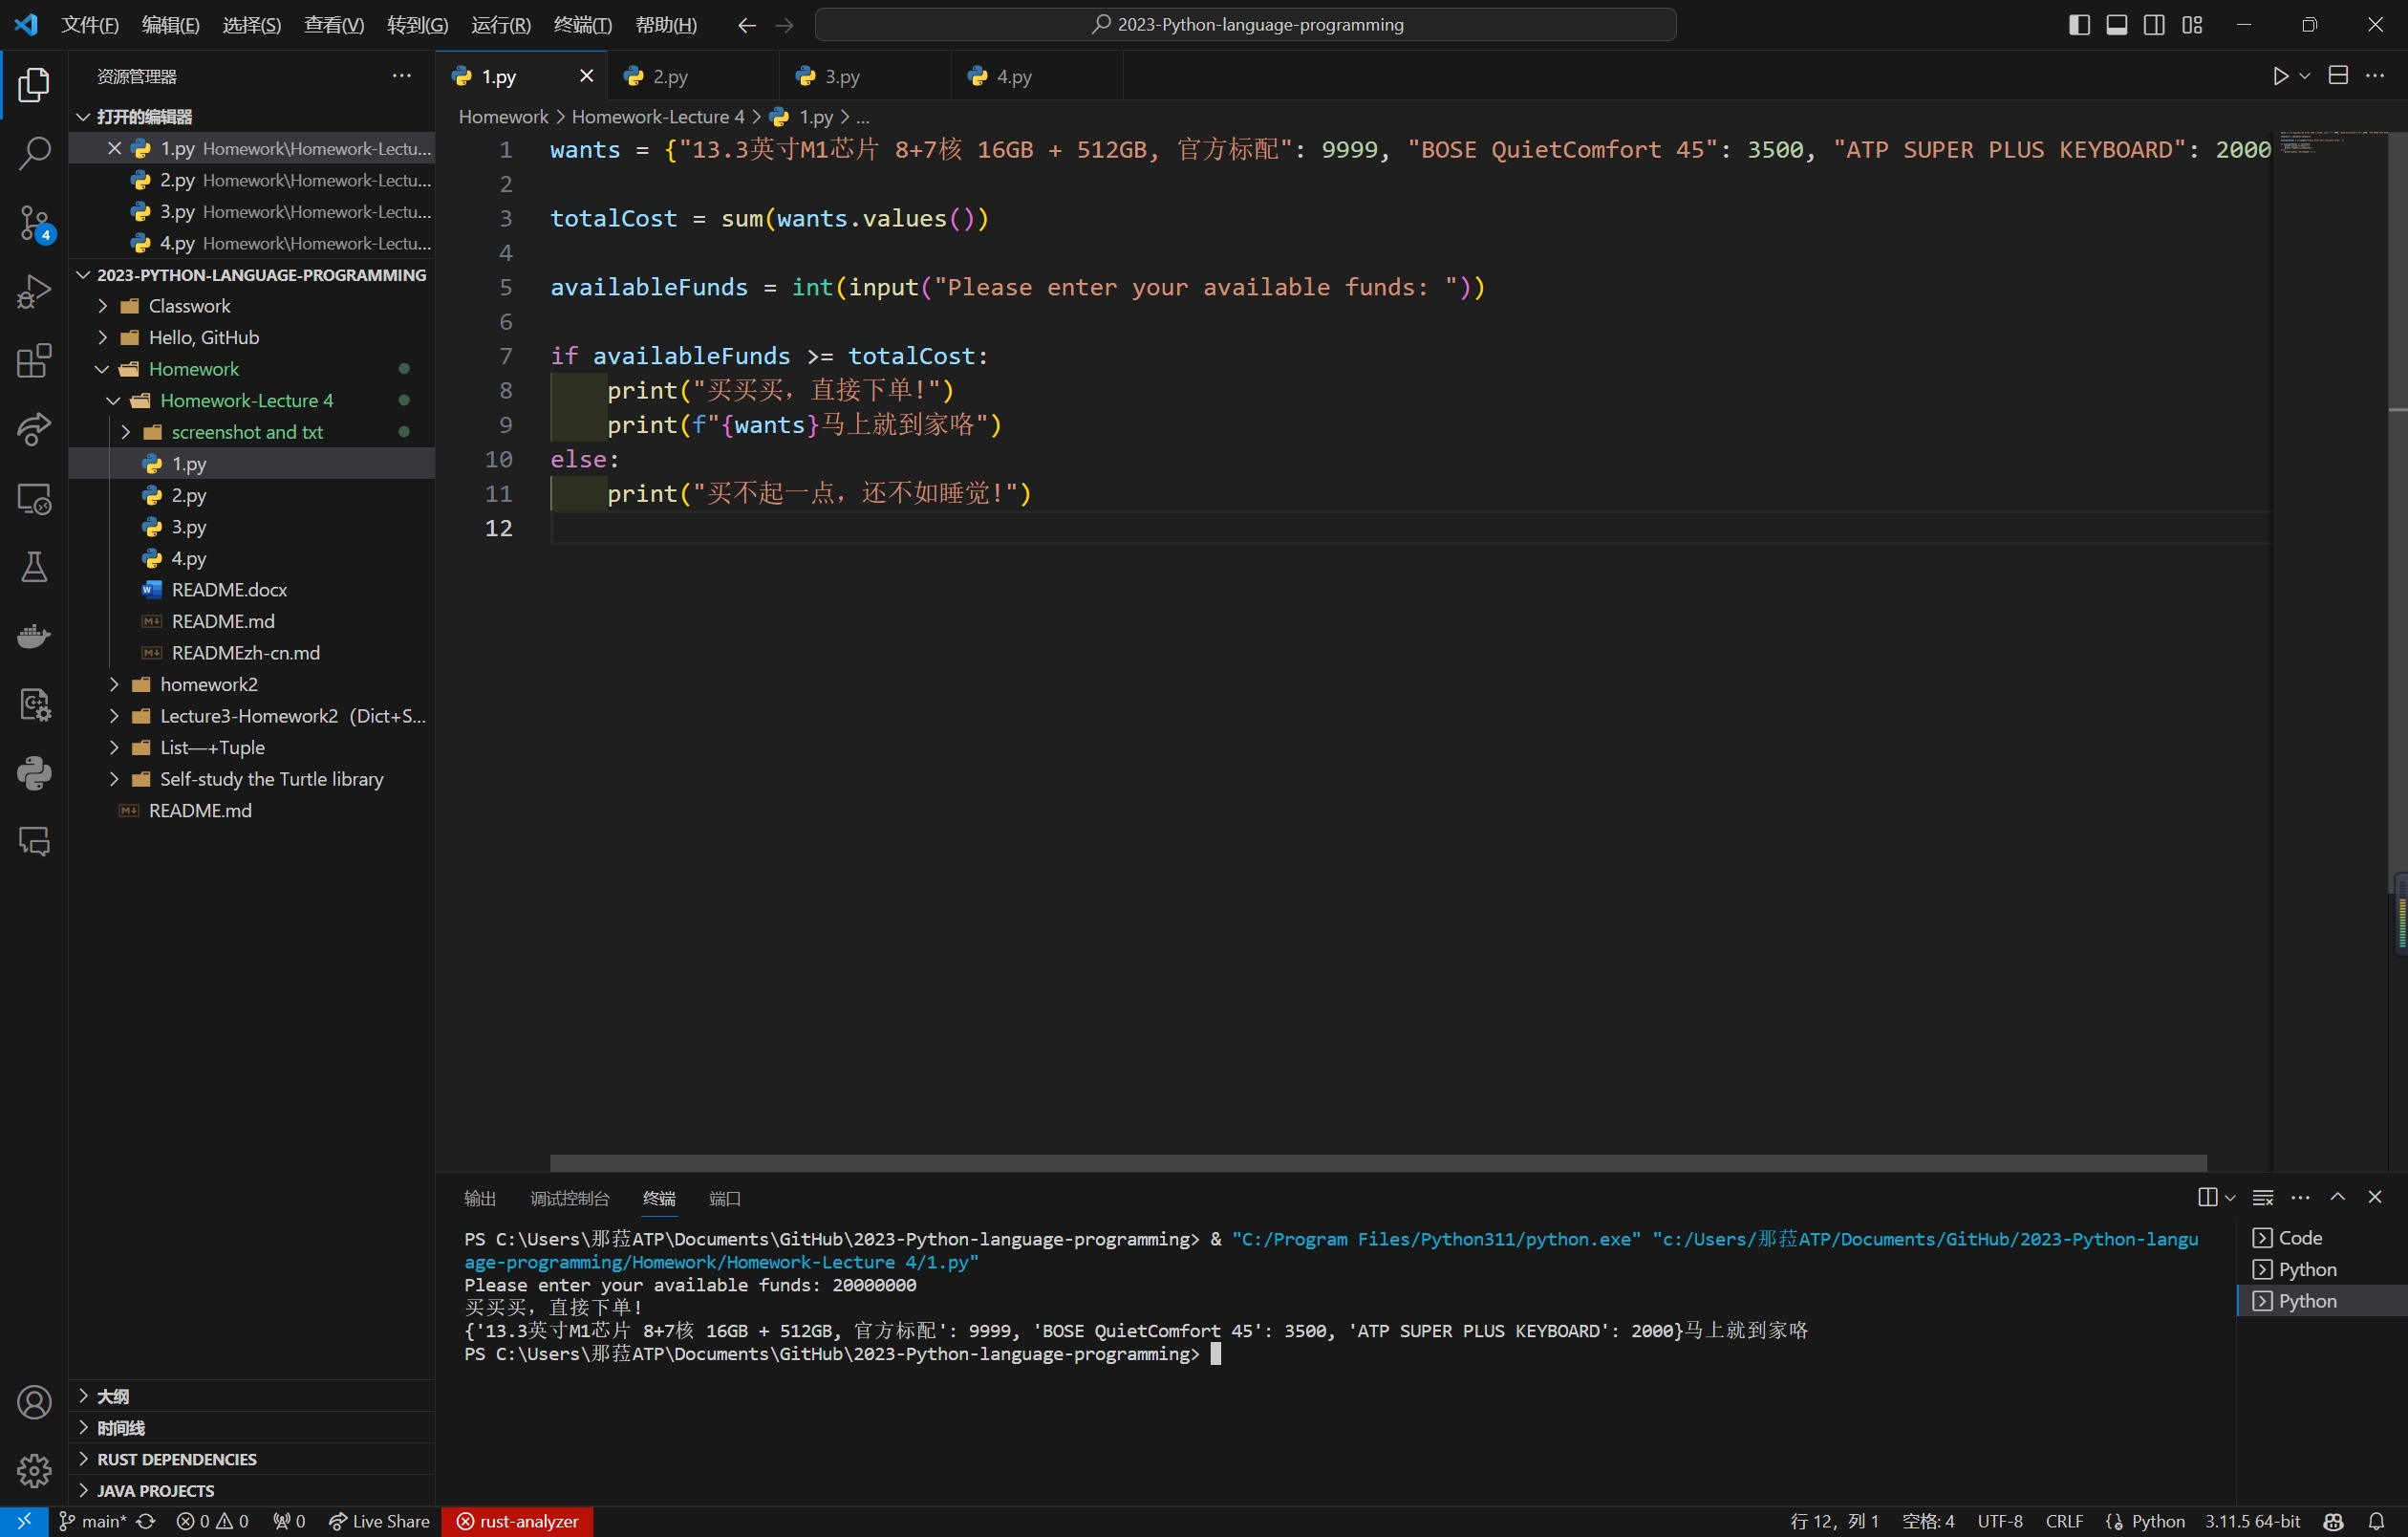 文件(F) 编辑(E) 选择(S) 查看(V) 转到(G) 运行(R) 终端(T) 帮助(H) 2023-Python-language-programming
资源管理器
打开的编辑器
1.py Homework\Homework-Lectu...
2.py Homework\Homework-Lectu...
3.py Homework\Homework-Lectu...
4.py Homework\Homework-Lectu...
2023-PYTHON-LANGUAGE-PROGRAMMING
Classwork
Hello, GitHub
Homework
Homework-Lecture 4
screenshot and txt
1.py
2.py
3.py
4.py
README.docx
README.md
READMEzh-cn.md
homework2
Lecture3-Homework2 (Dict+S...
List—+Tuple
Self-study the Turtle library
README.md
大纲
时间线
RUST DEPENDENCIES
JAVA PROJECTS
4
1.py 2.py 3.py 4.py
Homework > Homework-Lecture 4 > 1.py > ...
1 wants = {"13.3英寸M1芯片 8+7核 16GB + 512GB, 官方标配": 9999, "BOSE QuietComfort 45": 3500, "ATP SUPER PLUS KEYBOARD": 2000
2
3 totalCost = sum(wants.values())
4
5 availableFunds = int(input("Please enter your available funds: "))
6
7 if availableFunds >= totalCost:
8 print("买买买，直接下单!")
9 print(f"{wants}马上就到家咯")
10 else:
11 print("买不起一点，还不如睡觉!")
12
输出 调试控制台 终端 端口
PS C:\Users\那菈ATP\Documents\GitHub\2023-Python-language-programming> & "C:/Program Files/Python311/python.exe" "c:/Users/那菈ATP/Documents/GitHub/2023-Python-langu
age-programming/Homework/Homework-Lecture 4/1.py"
Please enter your available funds: 20000000
买买买，直接下单!
{'13.3英寸M1芯片 8+7核 16GB + 512GB, 官方标配': 9999, 'BOSE QuietComfort 45': 3500, 'ATP SUPER PLUS KEYBOARD': 2000}马上就到家咯
PS C:\Users\那菈ATP\Documents\GitHub\2023-Python-language-programming>
Code
Python
Python
main* 0 0 0 Live Share rust-analyzer 行 12，列 1 空格: 4 UTF-8 CRLF Python 3.11.5 64-bit